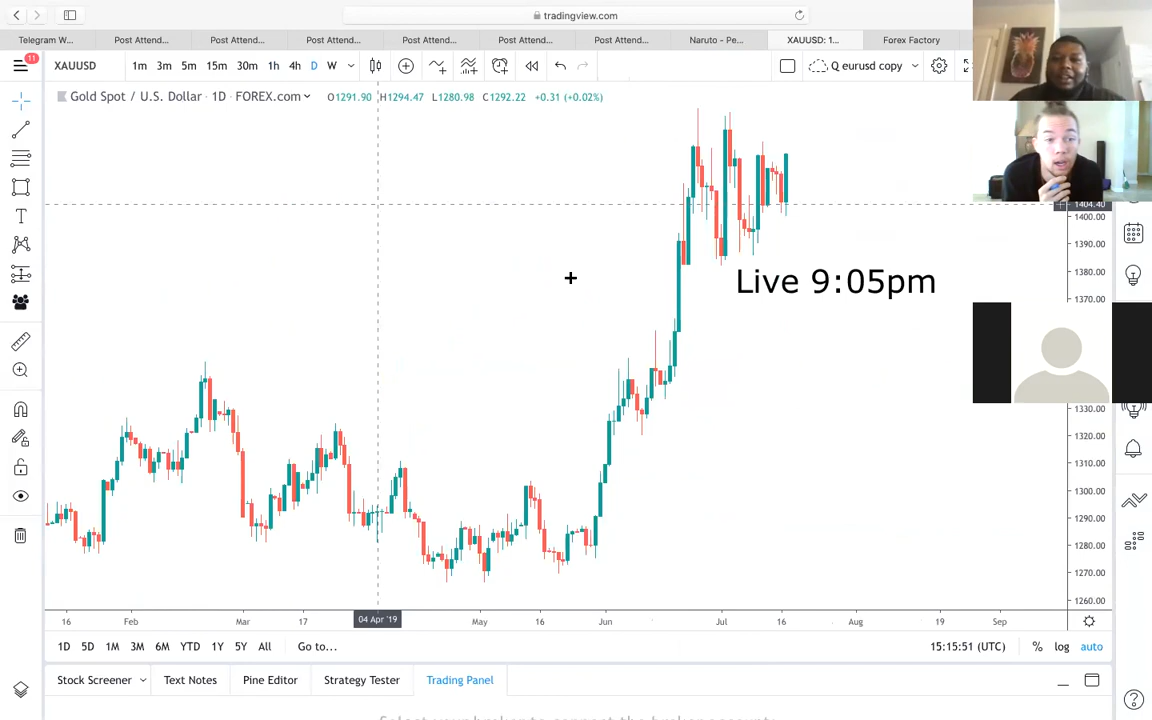 tradingview.com
Telegram W...
Post Attend...
Post Attend...
Post Attend...
Post Attend...
Post Attend...
Post Attend...
Naruto - Pe...
XAUUSD: 1...
Forex Factory
11
XAUUSD 1m 3m 5m 15m 30m 1h 4h D W Q eurusd copy
Gold Spot / U.S. Dollar · 1D · FOREX.com O1291.90 H1294.47 L1280.98 C1292.22 +0.31 (+0.02%)
1404.40
1400.00
1390.00
1380.00
1370.00
Live 9:05pm
1330.00
1320.00
1310.00
1300.00
1290.00
1280.00
1270.00
1260.00
16 Feb Mar 17 04 Apr '19 May 16 Jun Jul 16 Aug 19 Sep
1D 5D 1M 3M 6M YTD 1Y 5Y All Go to... 15:15:51 (UTC) % log auto
Stock Screener Text Notes Pine Editor Strategy Tester Trading Panel